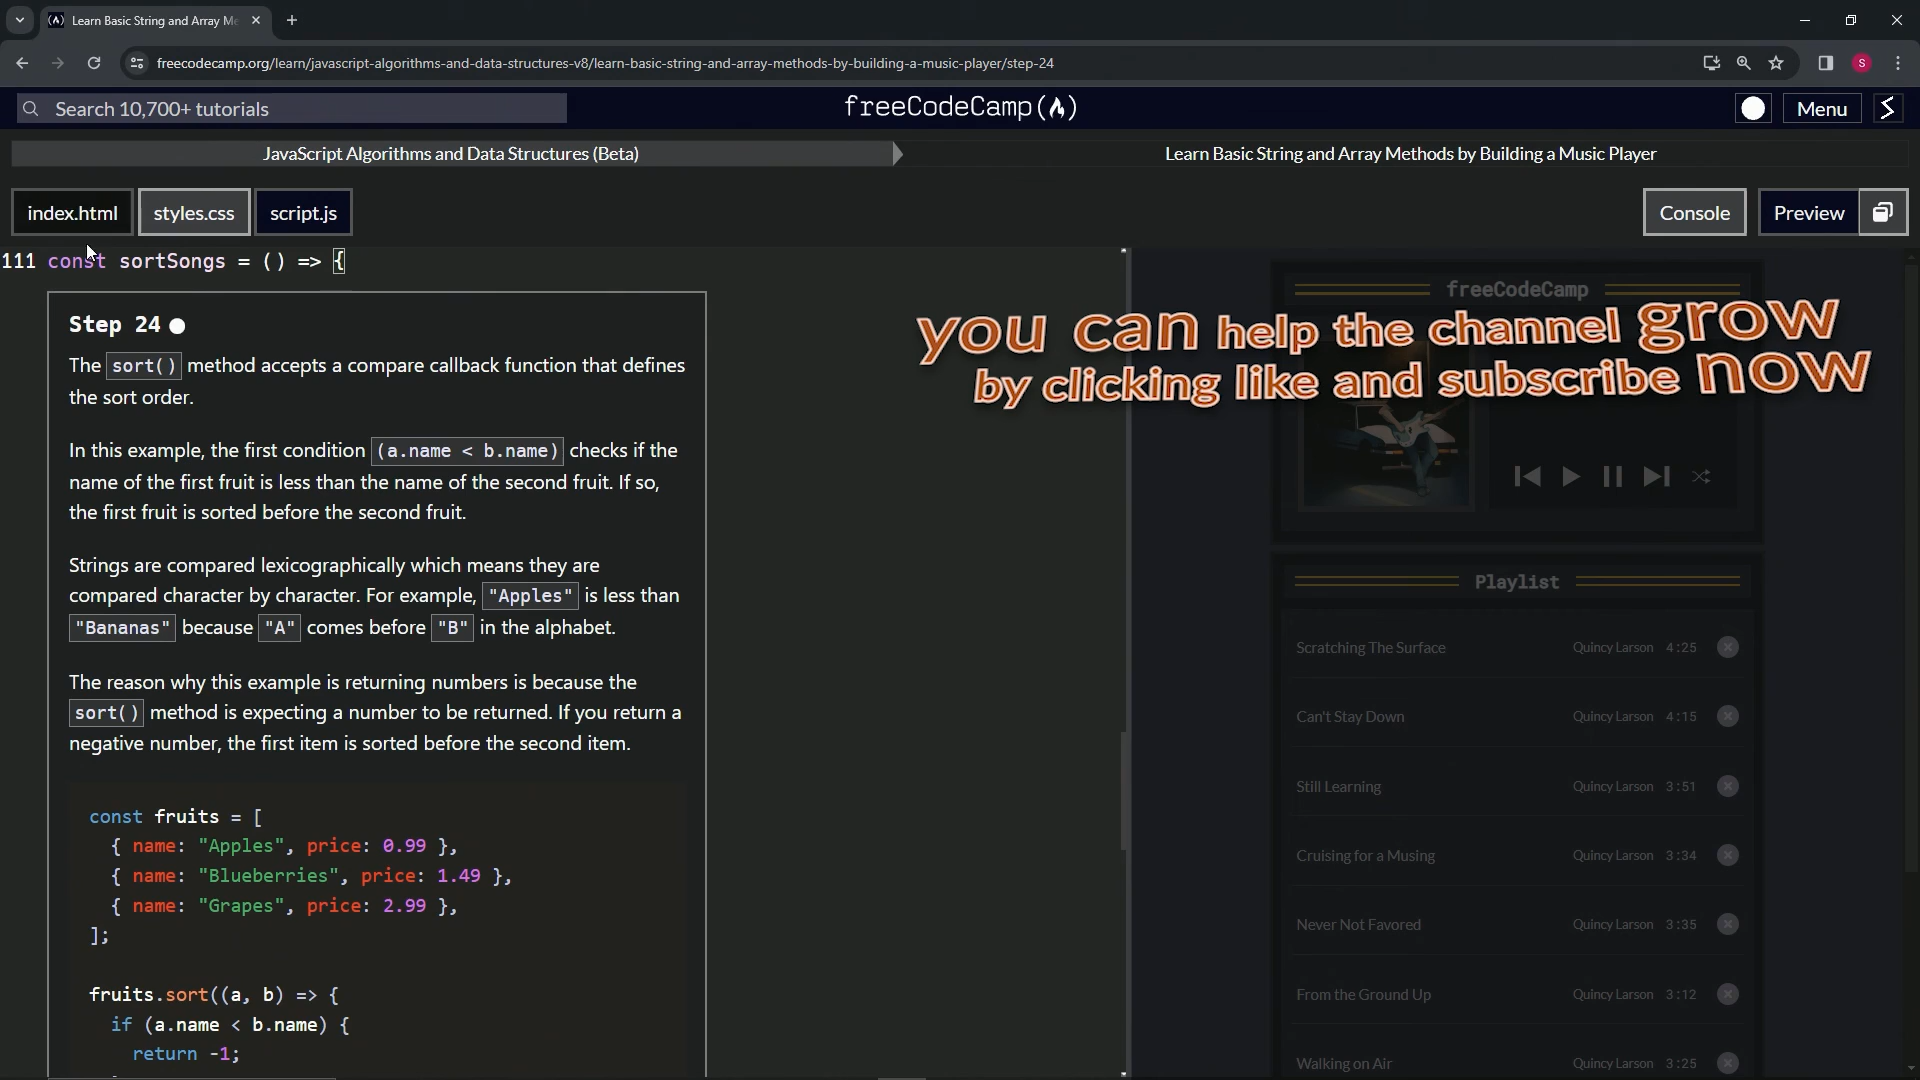 Learn Basic String and Array Me
freecodecamp.org/learn/javascript-algorithms-and-data-structures-v8/learn-basic-string-and-array-methods-by-building-a-music-player/step-24
S
Search 10,700+ tutorials
freeCodeCamp(🔥)
Menu
JavaScript Algorithms and Data Structures (Beta)
Learn Basic String and Array Methods by Building a Music Player
index.html
styles.css
script.js
Console
Preview
111 const sortSongs = () => {
Step 24
The sort() method accepts a compare callback function that defines
the sort order.
In this example, the first condition (a.name < b.name) checks if the
name of the first fruit is less than the name of the second fruit. If so,
the first fruit is sorted before the second fruit.
Strings are compared lexicographically which means they are
compared character by character. For example, "Apples" is less than
"Bananas" because "A" comes before "B" in the alphabet.
The reason why this example is returning numbers is because the
sort() method is expecting a number to be returned. If you return a
negative number, the first item is sorted before the second item.
const fruits = [
{ name: "Apples", price: 0.99 },
{ name: "Blueberries", price: 1.49 },
{ name: "Grapes", price: 2.99 },
];
fruits.sort((a, b) => {
if (a.name < b.name) {
return -1;
you can help the channel grow
by clicking like and subscribe now
freeCodeCamp
Playlist
Scratching The Surface Quincy Larson 4:25
Can't Stay Down Quincy Larson 4:15
Still Learning Quincy Larson 3:51
Cruising for a Musing Quincy Larson 3:34
Never Not Favored Quincy Larson 3:35
From the Ground Up Quincy Larson 3:12
Walking on Air Quincy Larson 3:25